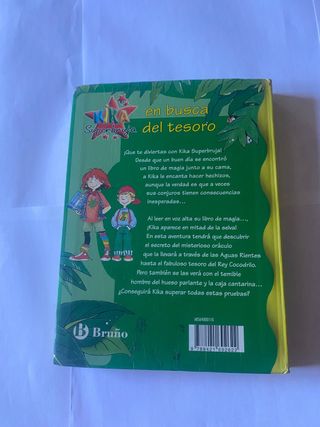 KIKA
Superbruja
en busca
del tesoro
¡Que te diviertas con Kika Superbruja!
Desde que un buen día se encontró
un libro de magia junto a su cama,
a Kika le encanta hacer hechizos,
aunque la verdad es que a veces
sus conjuros tienen consecuencias
inesperadas...
Al leer en voz alta su libro de magia...,
¡Kika aparece en mitad de la selva!
En esta aventura tendrá que descubrir
el secreto del misterioso oráculo
que la llevará a través de las Aguas Rientes
hasta el fabuloso tesoro del Rey Cocodrilo.
Pero también se las verá con el temible
hombre del hueso parlante y la caja cantarina...
¿Conseguirá Kika superar todas estas pruebas?
B Bruño